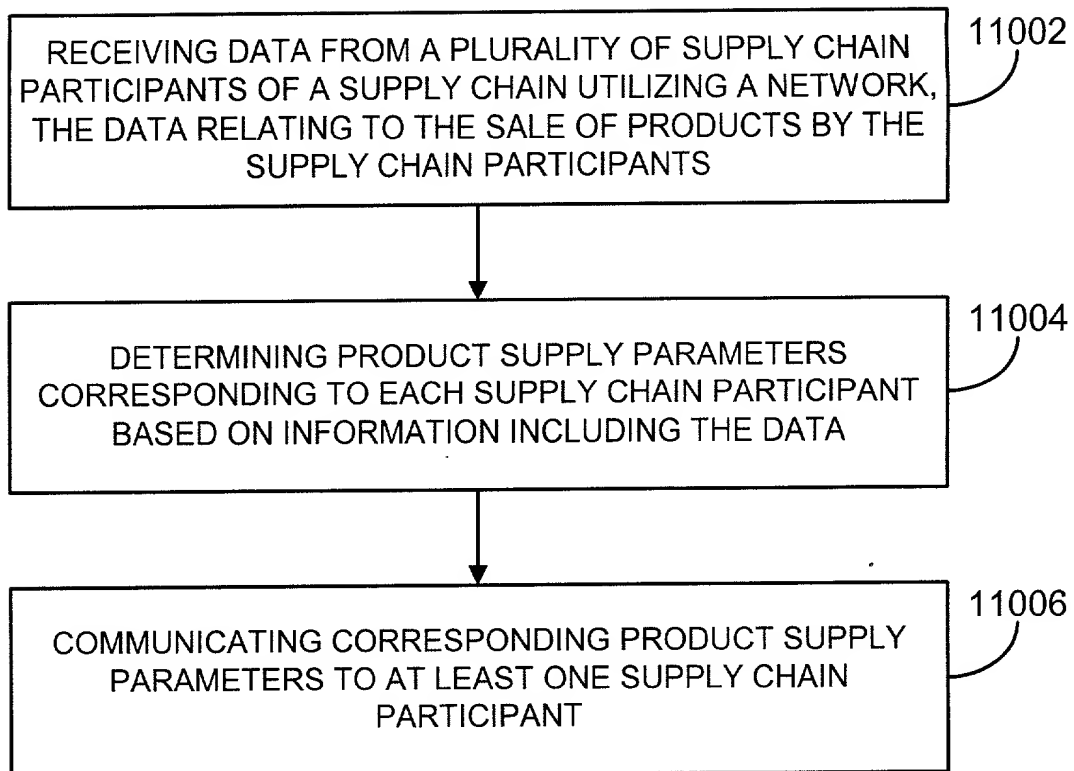 11002
RECEIVING DATA FROM A PLURALITY OF SUPPLY CHAIN
PARTICIPANTS OF A SUPPLY CHAIN UTILIZING A NETWORK,
THE DATA RELATING TO THE SALE OF PRODUCTS BY THE
SUPPLY CHAIN PARTICIPANTS
11004
DETERMINING PRODUCT SUPPLY PARAMETERS
CORRESPONDING TO EACH SUPPLY CHAIN PARTICIPANT
BASED ON INFORMATION INCLUDING THE DATA
11006
COMMUNICATING CORRESPONDING PRODUCT SUPPLY
PARAMETERS TO AT LEAST ONE SUPPLY CHAIN
PARTICIPANT